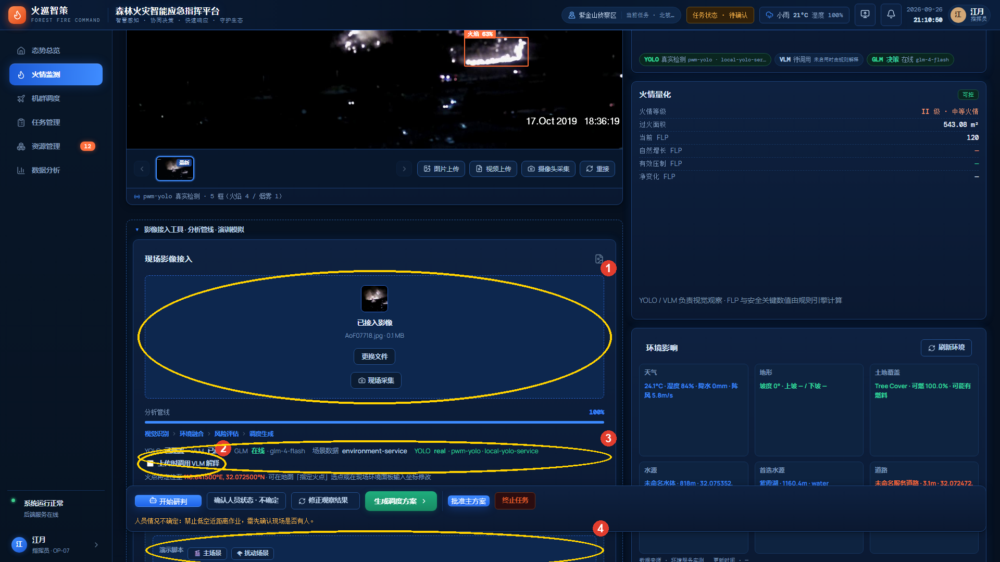 火巡智策
FOREST FIRE COMMAND
森林火灾智能应急指挥平台
智慧感知 · 协同决策 · 快速响应 · 守护生态
紫金山侦察区 当前任务 · 北坡…
任务状态 · 待确认
小雨 21°C 湿度 100%
2026-09-26
21:10:50
江
江月
指挥员
态势总览
火情监测
机群调度
任务管理
资源管理 12
数据分析
火焰 63%
17.Oct 2019 18:36:19
最新
图片上传
视频上传
摄像头采集
重接
pwm-yolo 真实检测 · 5 框（火焰 4 / 烟雾 1）
影像接入工具·分析管线·演训模拟
现场影像接入
1
已接入影像
AoF07718.jpg · 0.1 MB
更换文件
现场采集
分析管线 100%
视觉识别 › 环境融合 › 风险评估 › 调度生成
3
2
GLM 在线 · glm-4-flash 场景数据 environment-service YOLO real · pwm-yolo · local-yolo-service
上传时调用 VLM 解释
火点将定位至 118.841500°E, 32.072500°N · 可在地图「指定火点」选点或在现场环境面板输入坐标修改
开始研判
确认人员状态 · 不确定
修正观察结果
生成调度方案 ›
批准主方案
终止任务
人员情况不确定：禁止低空近距离作业，需先确认现场是否有人。
4
演示脚本
主场景
扰动场景
YOLO 真实检测 pwm-yolo · local-yolo-ser…
VLM 待调用 未启用时由规则解释
GLM 决策 在线 glm-4-flash
火情量化 可控
火情等级 II 级 · 中等火情
过火面积 543.08 m²
当前 FLP 120
自然增长 FLP —
有效压制 FLP —
净变化 FLP —
YOLO / VLM 负责视觉观察 · FLP 与安全关键数值由规则引擎计算
环境影响
刷新环境
天气
24.1°C · 湿度 84% · 降水 0mm · 阵风 5.8m/s
地形
坡度 0° · 上坡 — / 下坡 —
土地覆盖
Tree Cover · 可燃 100.0% · 可能有燃料
水源
未命名水体 · 818m · 32.075352,
首选水源
紫霞湖 · 1160.4m · water
道路
未命名服务道路 · 3.1m · 32.072472,
数据来源 · 环境服务实测 更新时间 · —
系统运行正常
后端服务在线
江
江月
指挥员 · OP-07